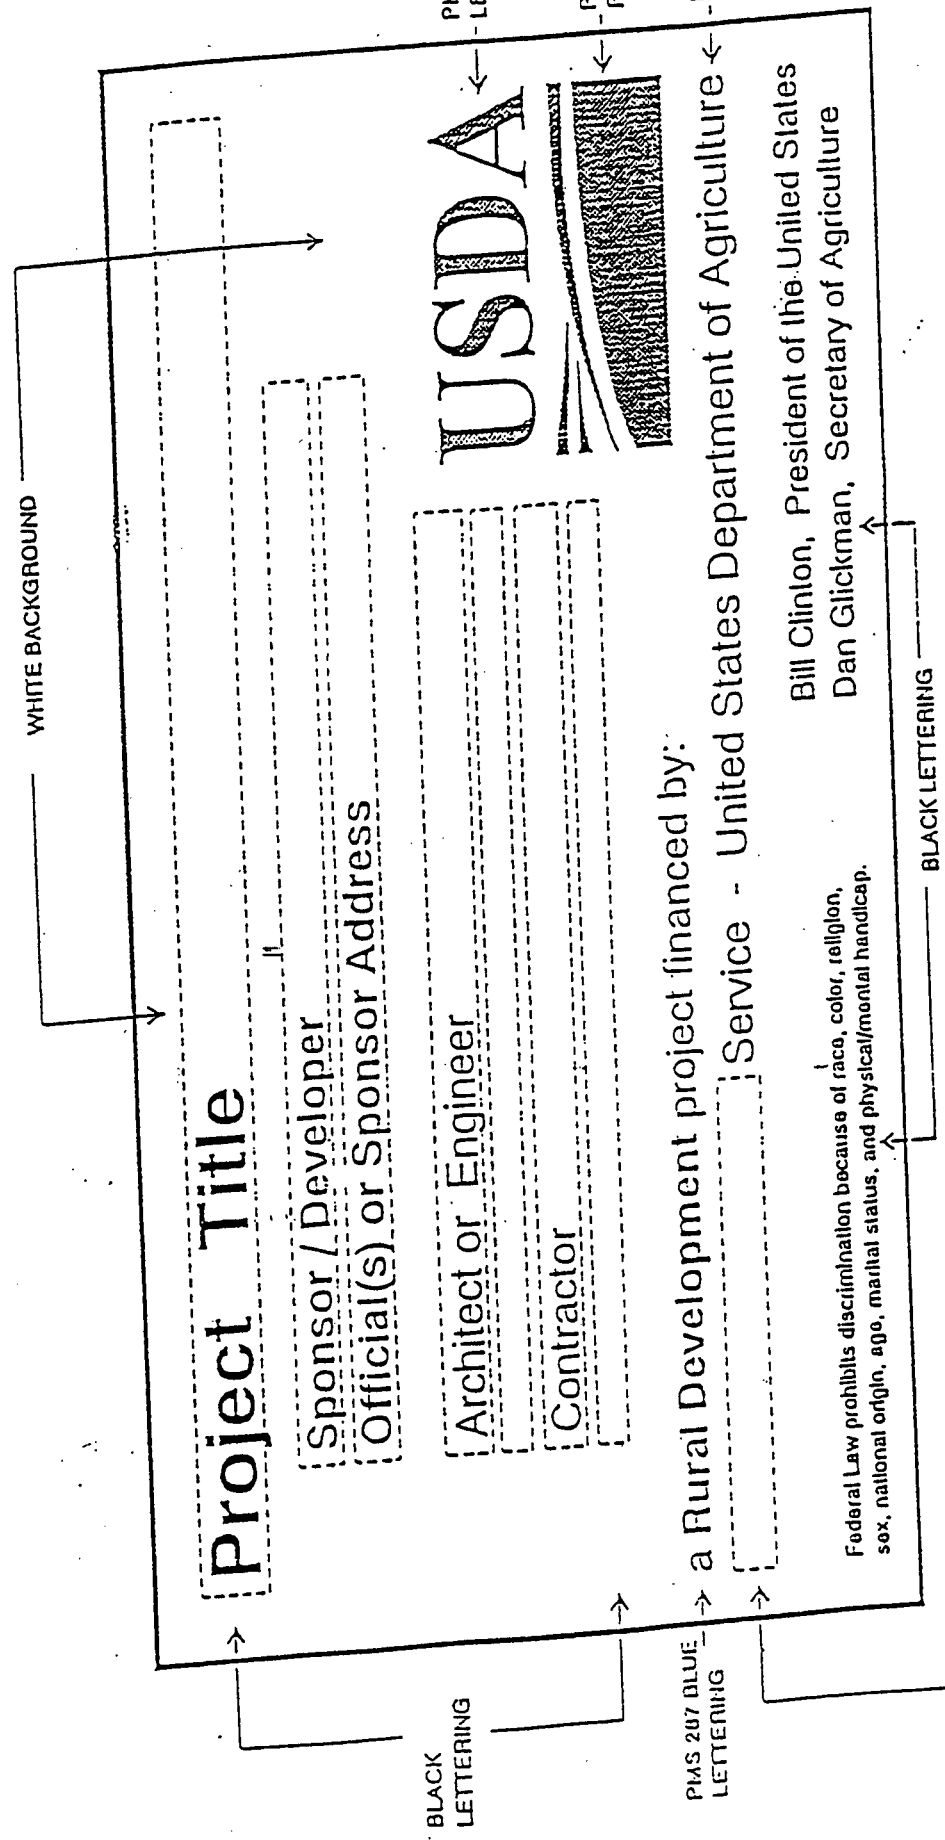 WHITE BACKGROUND
Project Title
Sponsor / Developer
Official(s) or Sponsor Address
Architect or Engineer
Contractor
USDA
a Rural Development project financed by:
Service - United States Department of Agriculture
Bill Clinton, President of the United States
Dan Glickman, Secretary of Agriculture
Federal Law prohibits discrimination because of race, color, religion,
sex, national origin, age, marital status, and physical/mental handicap.
BLACK
LETTERING
PMS 287 BLUE
LETTERING
BLACK LETTERING